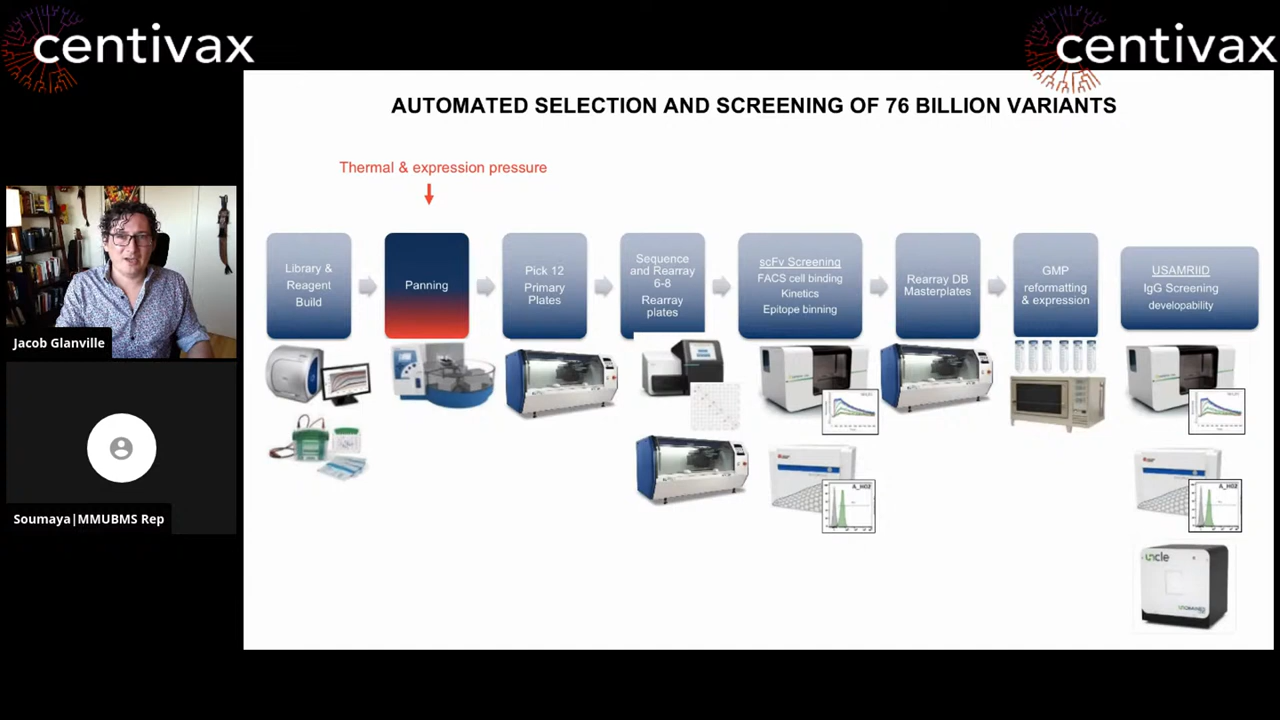 centivax
centivax
AUTOMATED SELECTION AND SCREENING OF 76 BILLION VARIANTS
Thermal & expression pressure
Library &
Reagent
Build
Panning
Pick 12
Primary
Plates
Sequence
and Rearray
6-8
Rearray
plates
scFv Screening
FACS cell binding
Kinetics
Epitope binning
Rearray DB
Masterplates
GMP
reformatting
& expression
USAMRIID
IgG Screening
developability
Jacob Glanville
Soumaya|MMUBMS Rep
A_H02
A_H02
uncle